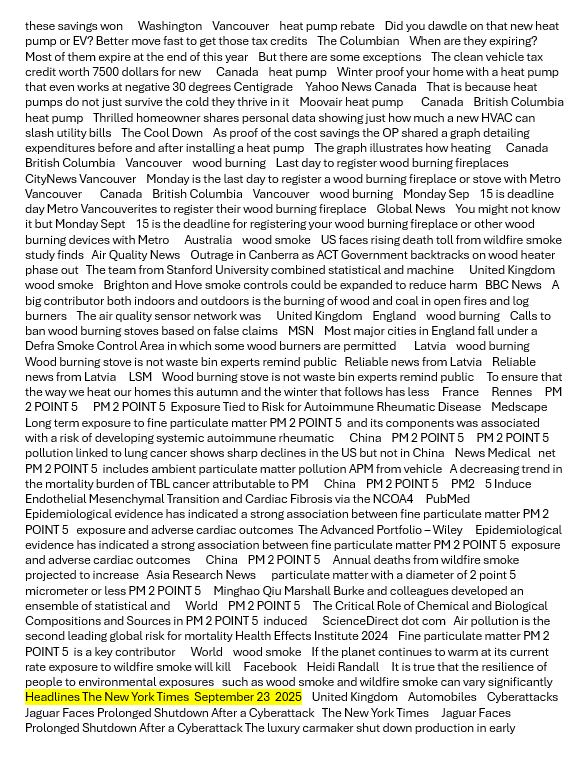 these savings won Washington Vancouver heat pump rebate Did you dawdle on that new heat
pump or EV? Better move fast to get those tax credits The Columbian When are they expiring?
Most of them expire at the end of this year But there are some exceptions The clean vehicle tax
credit worth 7500 dollars for new Canada heat pump Winter proof your home with a heat pump
that even works at negative 30 degrees Centigrade Yahoo News Canada That is because heat
pumps do not just survive the cold they thrive in it Moovair heat pump Canada British Columbia
heat pump Thrilled homeowner shares personal data showing just how much a new HVAC can
slash utility bills The Cool Down As proof of the cost savings the OP shared a graph detailing
expenditures before and after installing a heat pump The graph illustrates how heating Canada
British Columbia Vancouver wood burning Last day to register wood burning fireplaces
CityNews Vancouver Monday is the last day to register a wood burning fireplace or stove with Metro
Vancouver Canada British Columbia Vancouver wood burning Monday Sep 15 is deadline
day Metro Vancouverites to register their wood burning fireplace Global News You might not know
it but Monday Sept 15 is the deadline for registering your wood burning fireplace or other wood
burning devices with Metro Australia wood smoke US faces rising death toll from wildfire smoke
study finds Air Quality News Outrage in Canberra as ACT Government backtracks on wood heater
phase out The team from Stanford University combined statistical and machine United Kingdom
wood smoke Brighton and Hove smoke controls could be expanded to reduce harm BBC News A
big contributor both indoors and outdoors is the burning of wood and coal in open fires and log
burners The air quality sensor network was United Kingdom England wood burning Calls to
ban wood burning stoves based on false claims MSN Most major cities in England fall under a
Defra Smoke Control Area in which some wood burners are permitted Latvia wood burning
Wood burning stove is not waste bin experts remind public Reliable news from Latvia Reliable
news from Latvia LSM Wood burning stove is not waste bin experts remind public To ensure that
the way we heat our homes this autumn and the winter that follows has less France Rennes PM
2 POINT 5 PM 2 POINT 5 Exposure Tied to Risk for Autoimmune Rheumatic Disease Medscape
Long term exposure to fine particulate matter PM 2 POINT 5 and its components was associated
with a risk of developing systemic autoimmune rheumatic China PM 2 POINT 5 PM 2 POINT 5
pollution linked to lung cancer shows sharp declines in the US but not in China News Medical net
PM 2 POINT 5 includes ambient particulate matter pollution APM from vehicle A decreasing trend in
the mortality burden of TBL cancer attributable to PM China PM 2 POINT 5 PM2 5 Induce
Endothelial Mesenchymal Transition and Cardiac Fibrosis via the NCOA4 PubMed
Epidemiological evidence has indicated a strong association between fine particulate matter PM 2
POINT 5 exposure and adverse cardiac outcomes The Advanced Portfolio – Wiley Epidemiological
evidence has indicated a strong association between fine particulate matter PM 2 POINT 5 exposure
and adverse cardiac outcomes China PM 2 POINT 5 Annual deaths from wildfire smoke
projected to increase Asia Research News particulate matter with a diameter of 2 point 5
micrometer or less PM 2 POINT 5 Minghao Qiu Marshall Burke and colleagues developed an
ensemble of statistical and World PM 2 POINT 5 The Critical Role of Chemical and Biological
Compositions and Sources in PM 2 POINT 5 induced ScienceDirect dot com Air pollution is the
second leading global risk for mortality Health Effects Institute 2024 Fine particulate matter PM 2
POINT 5 is a key contributor World wood smoke If the planet continues to warm at its current
rate exposure to wildfire smoke will kill Facebook Heidi Randall It is true that the resilience of
people to environmental exposures such as wood smoke and wildfire smoke can vary significantly
Headlines The New York Times September 23 2025 United Kingdom Automobiles Cyberattacks
Jaguar Faces Prolonged Shutdown After a Cyberattack The New York Times Jaguar Faces
Prolonged Shutdown After a Cyberattack The luxury carmaker shut down production in early